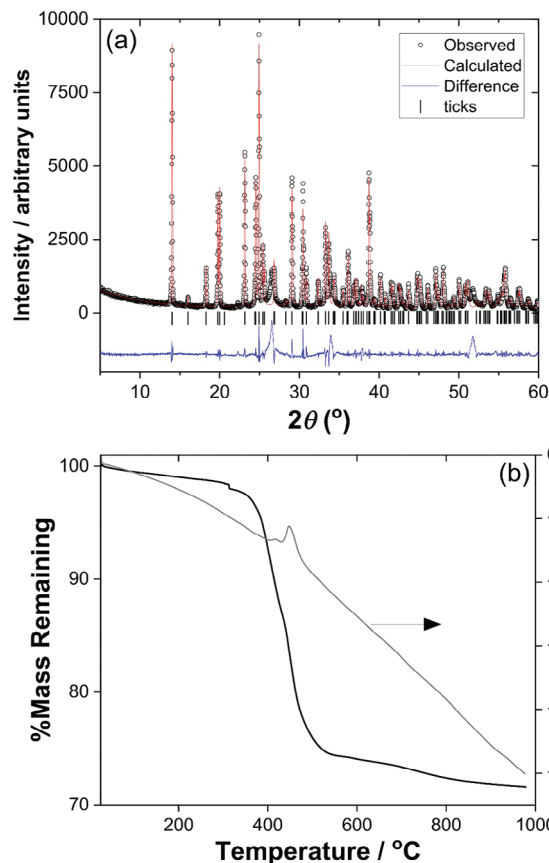 (a)
Observed
Calculated
Difference
ticks
10000
7500
5000
2500
0
Intensity / arbitrary units
10 20 30 40 50 60
2θ (°)
(b)
100
90
80
70
%Mass Remaining
200 400 600 800 1000
Temperature / °C